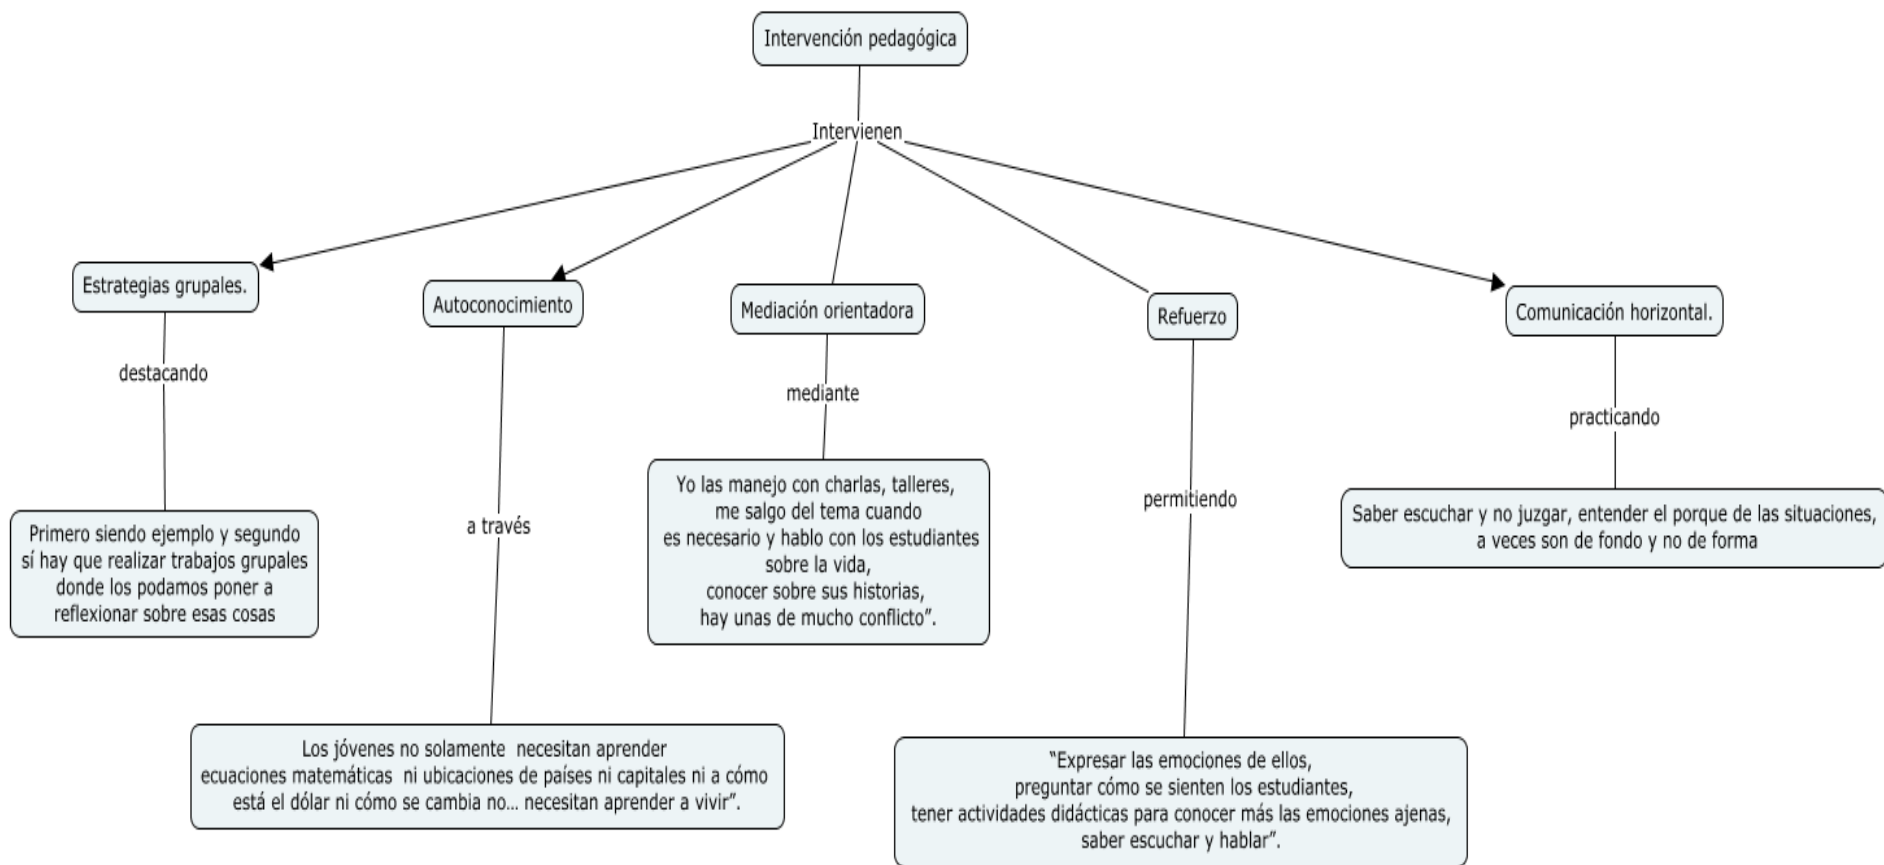 Intervención pedagógica
Intervienen
Estrategias grupales.
Autoconocimiento
Mediación orientadora
Refuerzo
Comunicación horizontal.
destacando
a través
mediante
permitiendo
practicando
Primero siendo ejemplo y segundo
sí hay que realizar trabajos grupales
donde los podamos poner a
reflexionar sobre esas cosas
Los jóvenes no solamente  necesitan aprender
ecuaciones matemáticas  ni ubicaciones de países ni capitales ni a cómo
está el dólar ni cómo se cambia no... necesitan aprender a vivir”.
Yo las manejo con charlas, talleres,
me salgo del tema cuando
es necesario y hablo con los estudiantes
sobre la vida,
conocer sobre sus historias,
hay unas de mucho conflicto”.
“Expresar las emociones de ellos,
preguntar cómo se sienten los estudiantes,
tener actividades didácticas para conocer más las emociones ajenas,
saber escuchar y hablar”.
Saber escuchar y no juzgar, entender el porque de las situaciones,
a veces son de fondo y no de forma